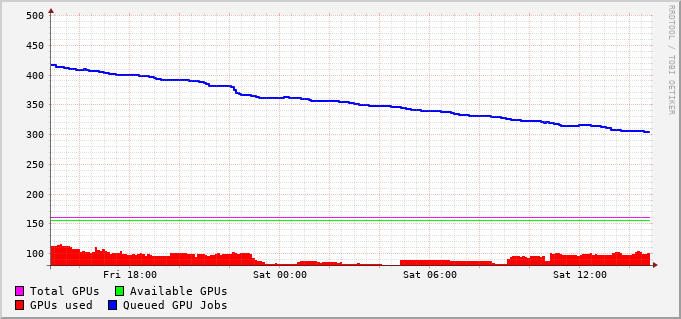 500
450
400
350
300
250
200
150
100
Fri 18:00 Sat 00:00 Sat 06:00 Sat 12:00
Total GPUs Available GPUs
GPUs used Queued GPU Jobs
RRDTOOL / TOBI OETIKER